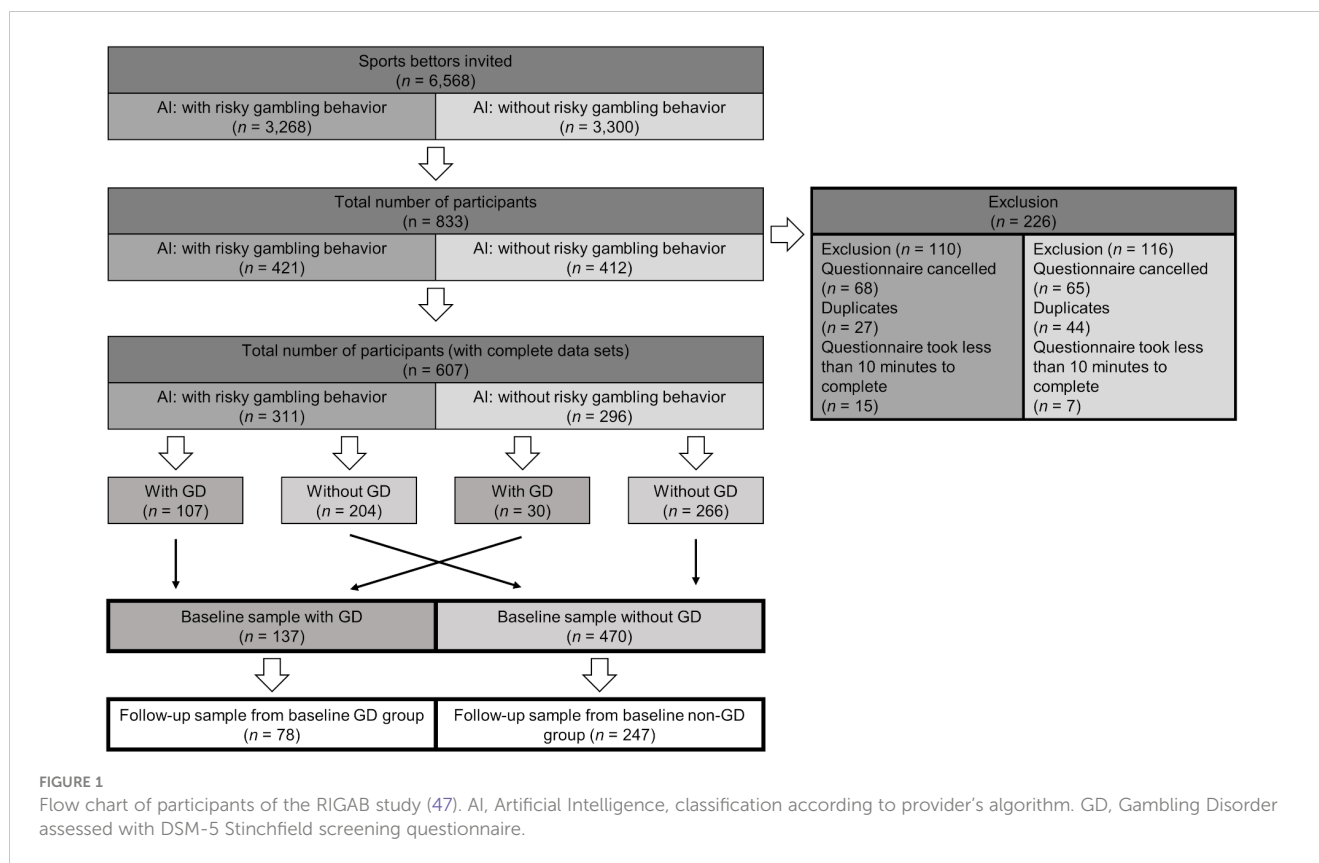 Sports bettors invited
(n = 6,568)
AI: with risky gambling behavior
(n = 3,268)
AI: without risky gambling behavior
(n = 3,300)
Total number of participants
(n = 833)
AI: with risky gambling behavior
(n = 421)
AI: without risky gambling behavior
(n = 412)
Exclusion
(n = 226)
Exclusion (n = 110)
Questionnaire cancelled
(n = 68)
Duplicates
(n = 27)
Questionnaire took less
than 10 minutes to
complete
(n = 15)
Exclusion (n = 116)
Questionnaire cancelled
(n = 65)
Duplicates
(n = 44)
Questionnaire took less
than 10 minutes to
complete
(n = 7)
Total number of participants (with complete data sets)
(n = 607)
AI: with risky gambling behavior
(n = 311)
AI: without risky gambling behavior
(n = 296)
With GD
(n = 107)
Without GD
(n = 204)
With GD
(n = 30)
Without GD
(n = 266)
Baseline sample with GD
(n = 137)
Baseline sample without GD
(n = 470)
Follow-up sample from baseline GD group
(n = 78)
Follow-up sample from baseline non-GD
group (n = 247)
FIGURE 1
Flow chart of participants of the RIGAB study (47). AI, Artificial Intelligence, classification according to provider's algorithm. GD, Gambling Disorder
assessed with DSM-5 Stinchfield screening questionnaire.